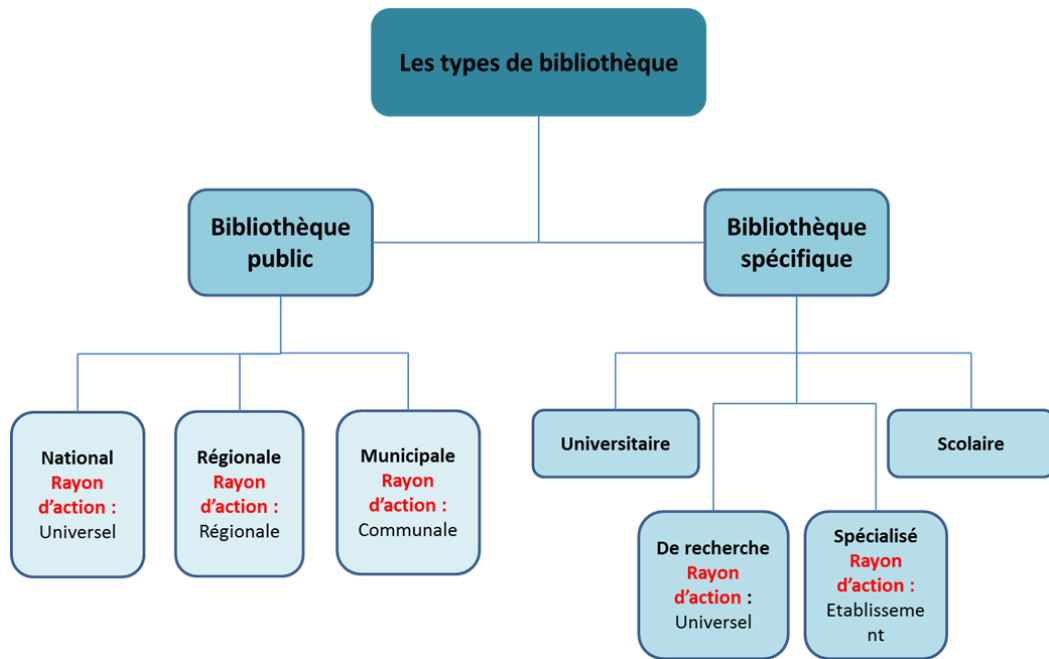 Les types de bibliothèque
Bibliothèque
public
Bibliothèque
spécifique
National
Rayon
d'action :
Universel
Régionale
Rayon
d'action :
Régionale
Municipale
Rayon
d'action :
Communale
Universitaire
Scolaire
De recherche
Rayon
d'action :
Universel
Spécialisé
Rayon
d'action :
Etablisseme
nt